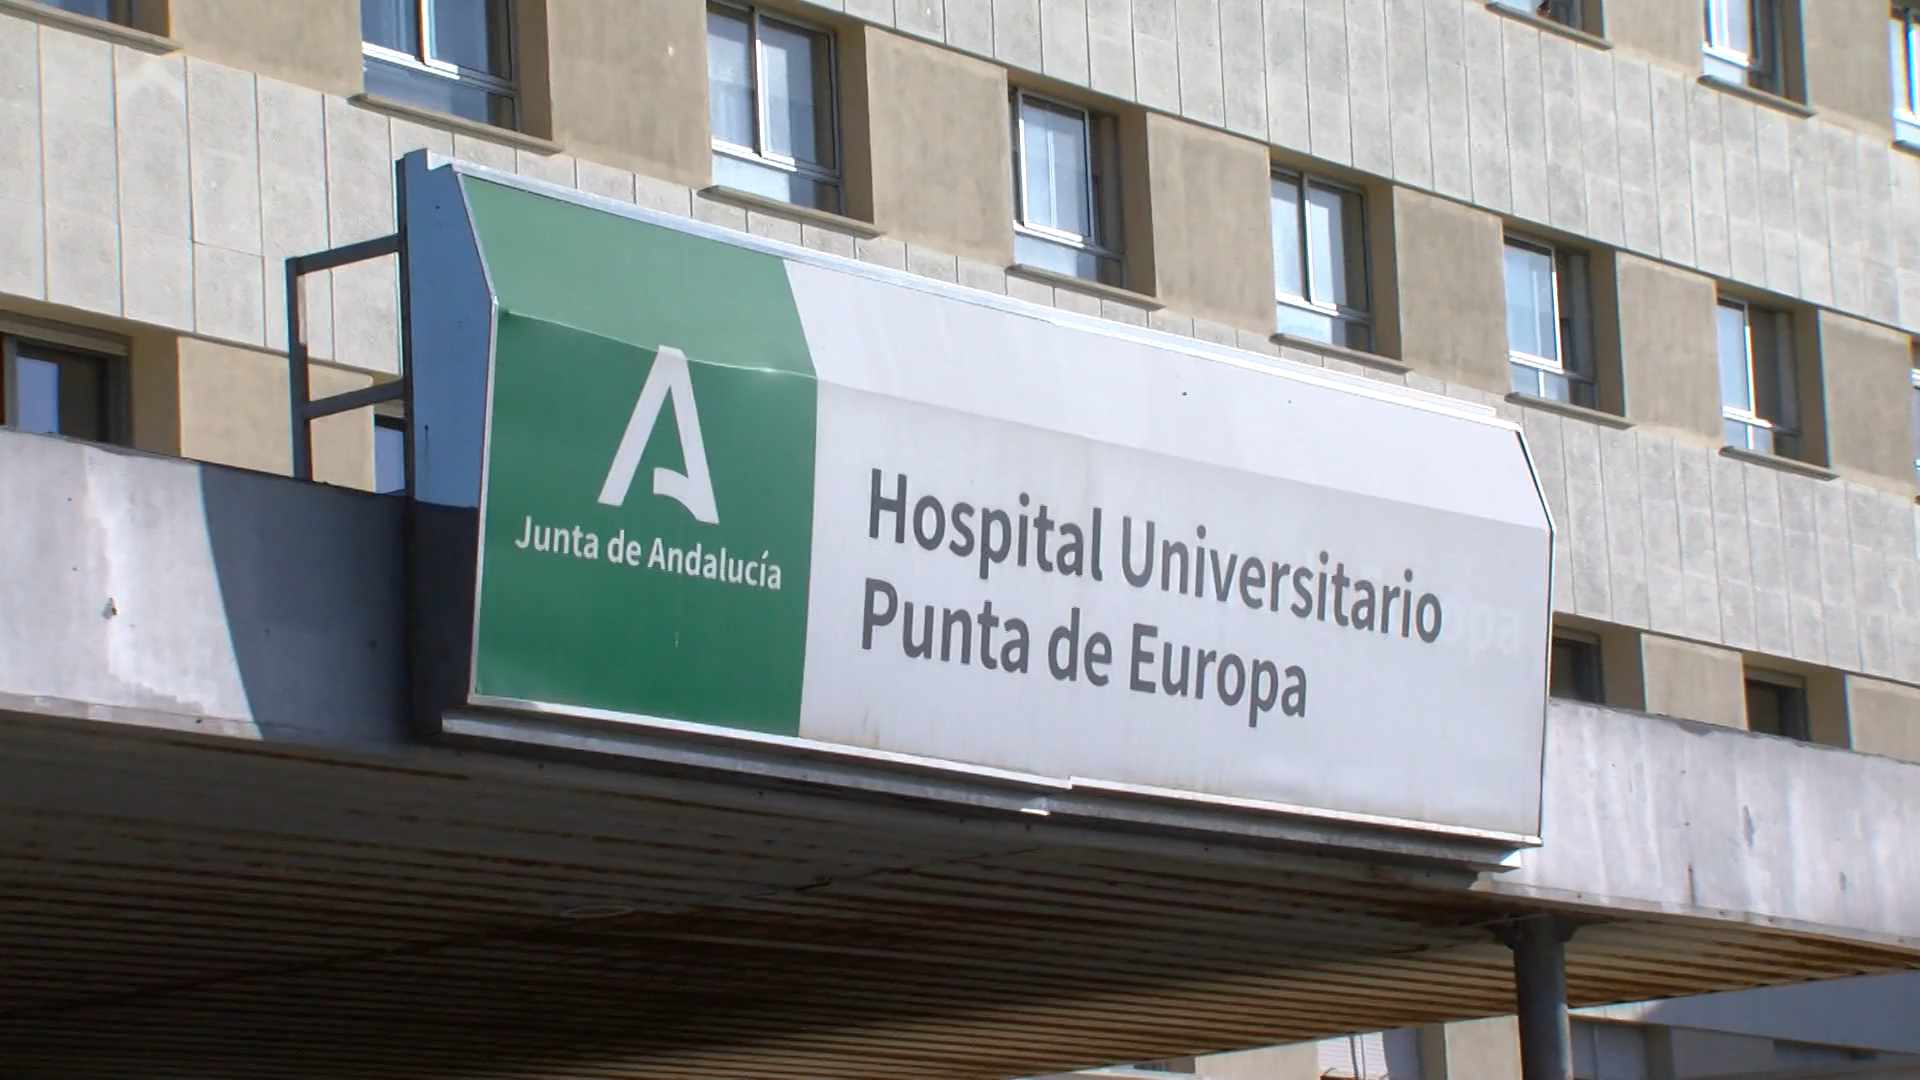 Junta de Andalucía
Hospital Universitario
Punta de Europa